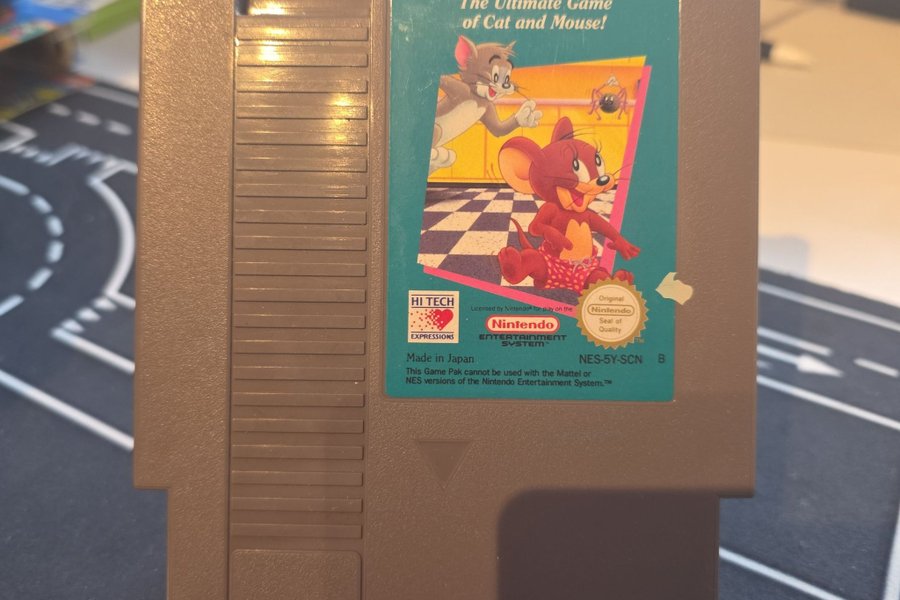 The Ultimate Game
of Cat and Mouse!
HI TECH
EXPRESSIONS
Licensed by Nintendo® for play on the
Nintendo
ENTERTAINMENT
SYSTEM™
Original
Nintendo
Seal of
Quality
TM
Made in Japan
NES-5Y-SCN B
This Game Pak cannot be used with the Mattel or
NES versions of the Nintendo Entertainment System.™